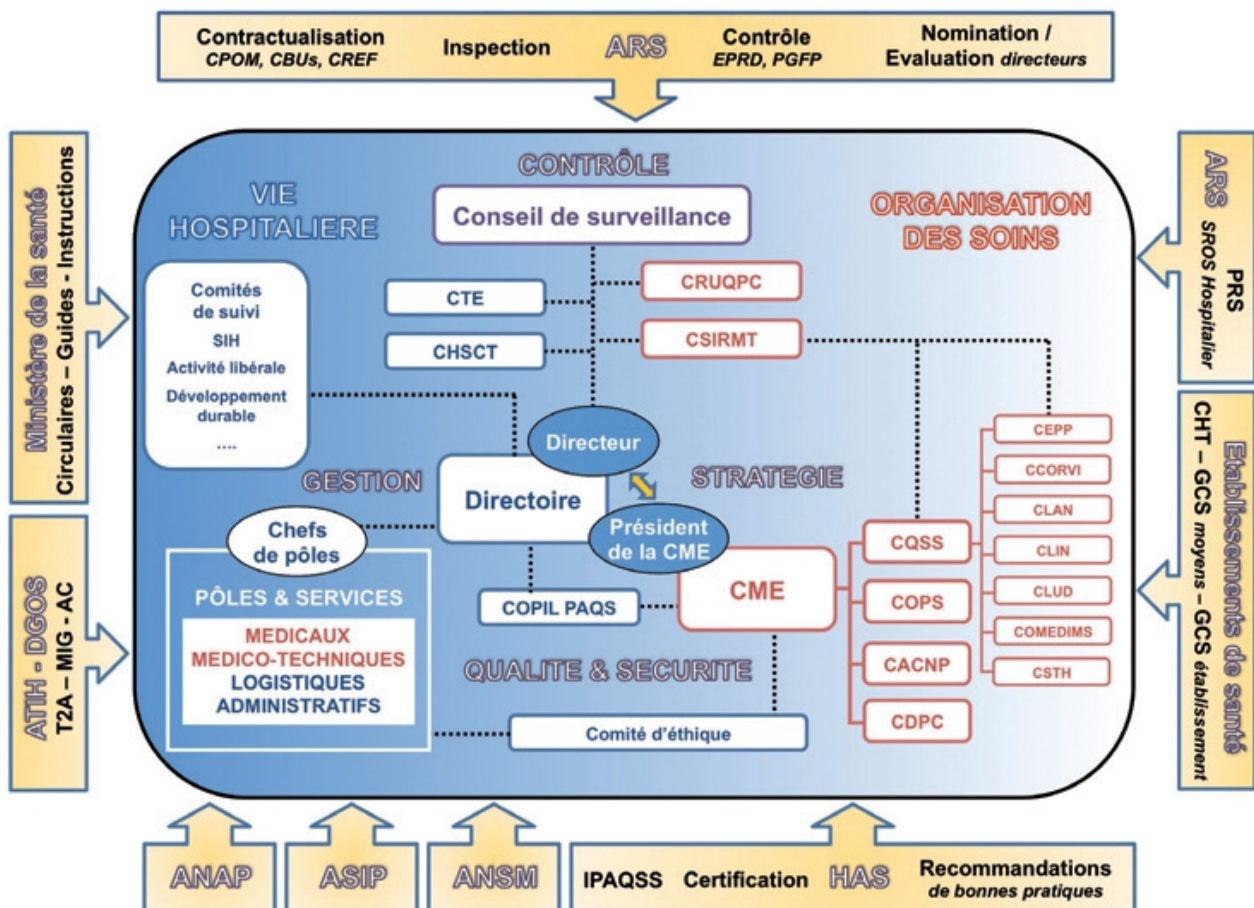 Contractualisation
CPOM, CBUs, CREF
Inspection
ARS
Contrôle
EPRD, PGFP
Nomination /
Evaluation directeurs
Ministère de la santé
Circulaires – Guides - Instructions
ATIH - DGOS
T2A – MIG - AC
VIE
HOSPITALIERE
CONTRÔLE
Conseil de surveillance
ORGANISATION
DES SOINS
Comités
de suivi
SIH
Activité libérale
Développement
durable
....
CTE
CHSCT
CRUQPC
CSIRMT
Directeur
GESTION
Directoire
STRATEGIE
Président
de la CME
Chefs
de pôles
PÔLES & SERVICES
MEDICAUX
MEDICO-TECHNIQUES
LOGISTIQUES
ADMINISTRATIFS
COPIL PAQS
CME
QUALITE & SECURITE
Comité d'éthique
CQSS
COPS
CACNP
CDPC
CEPP
CCORVI
CLAN
CLIN
CLUD
COMEDIMS
CSTH
ARS
PRS
SROS Hospitalier
Etablissements de santé
CHT – GCS moyens – GCS établissement
ANAP
ASIP
ANSM
IPAQSS
Certification
HAS
Recommandations
de bonnes pratiques